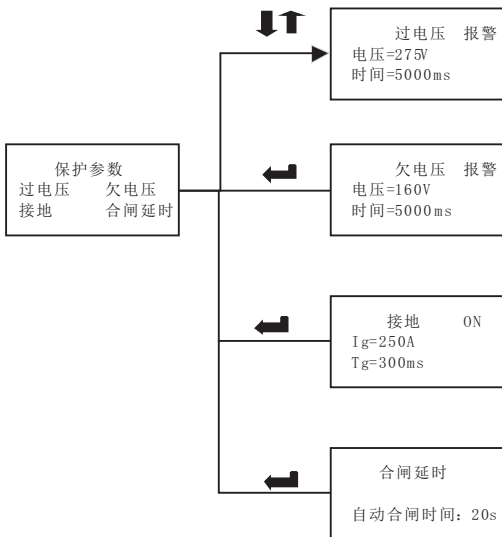 过电压 报警
电压=275V
时间=5000ms
保护参数
过电压 欠电压
接地 合闸延时
欠电压 报警
电压=160V
时间=5000ms
接地 ON
Ig=250A
Tg=300ms
合闸延时
自动合闸时间: 20s